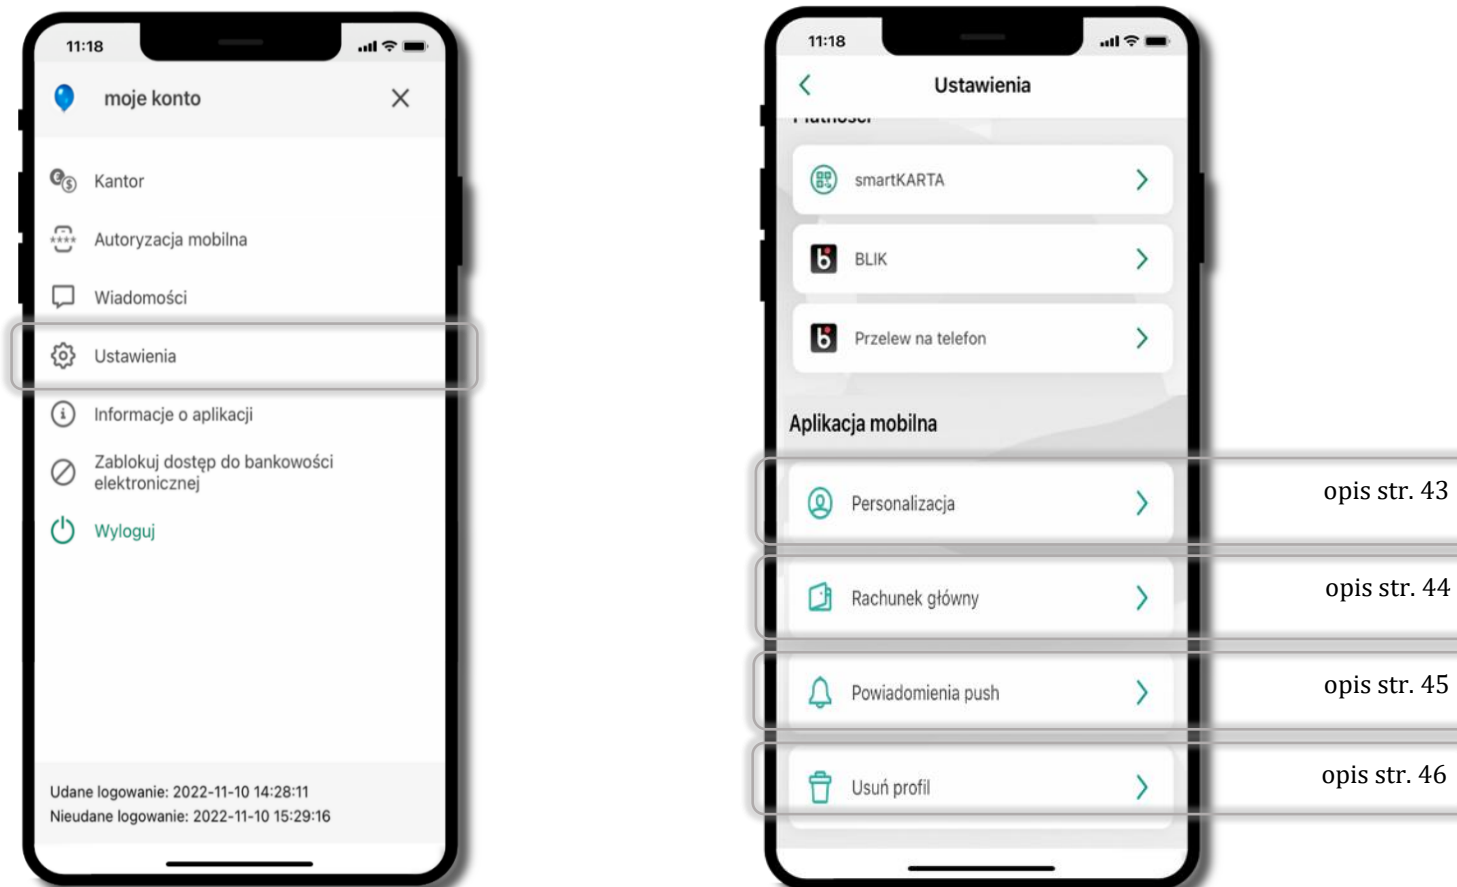 11:18
moje konto
Kantor
Autoryzacja mobilna
Wiadomości
Ustawienia
Informacje o aplikacji
Zablokuj dostęp do bankowości
elektronicznej
Wyloguj
Udane logowanie: 2022-11-10 14:28:11
Nieudane logowanie: 2022-11-10 15:29:16
11:18
Ustawienia
Płatności
smartKARTA
BLIK
Przelew na telefon
Aplikacja mobilna
Personalizacja
opis str. 43
Rachunek główny
opis str. 44
Powiadomienia push
opis str. 45
Usuń profil
opis str. 46